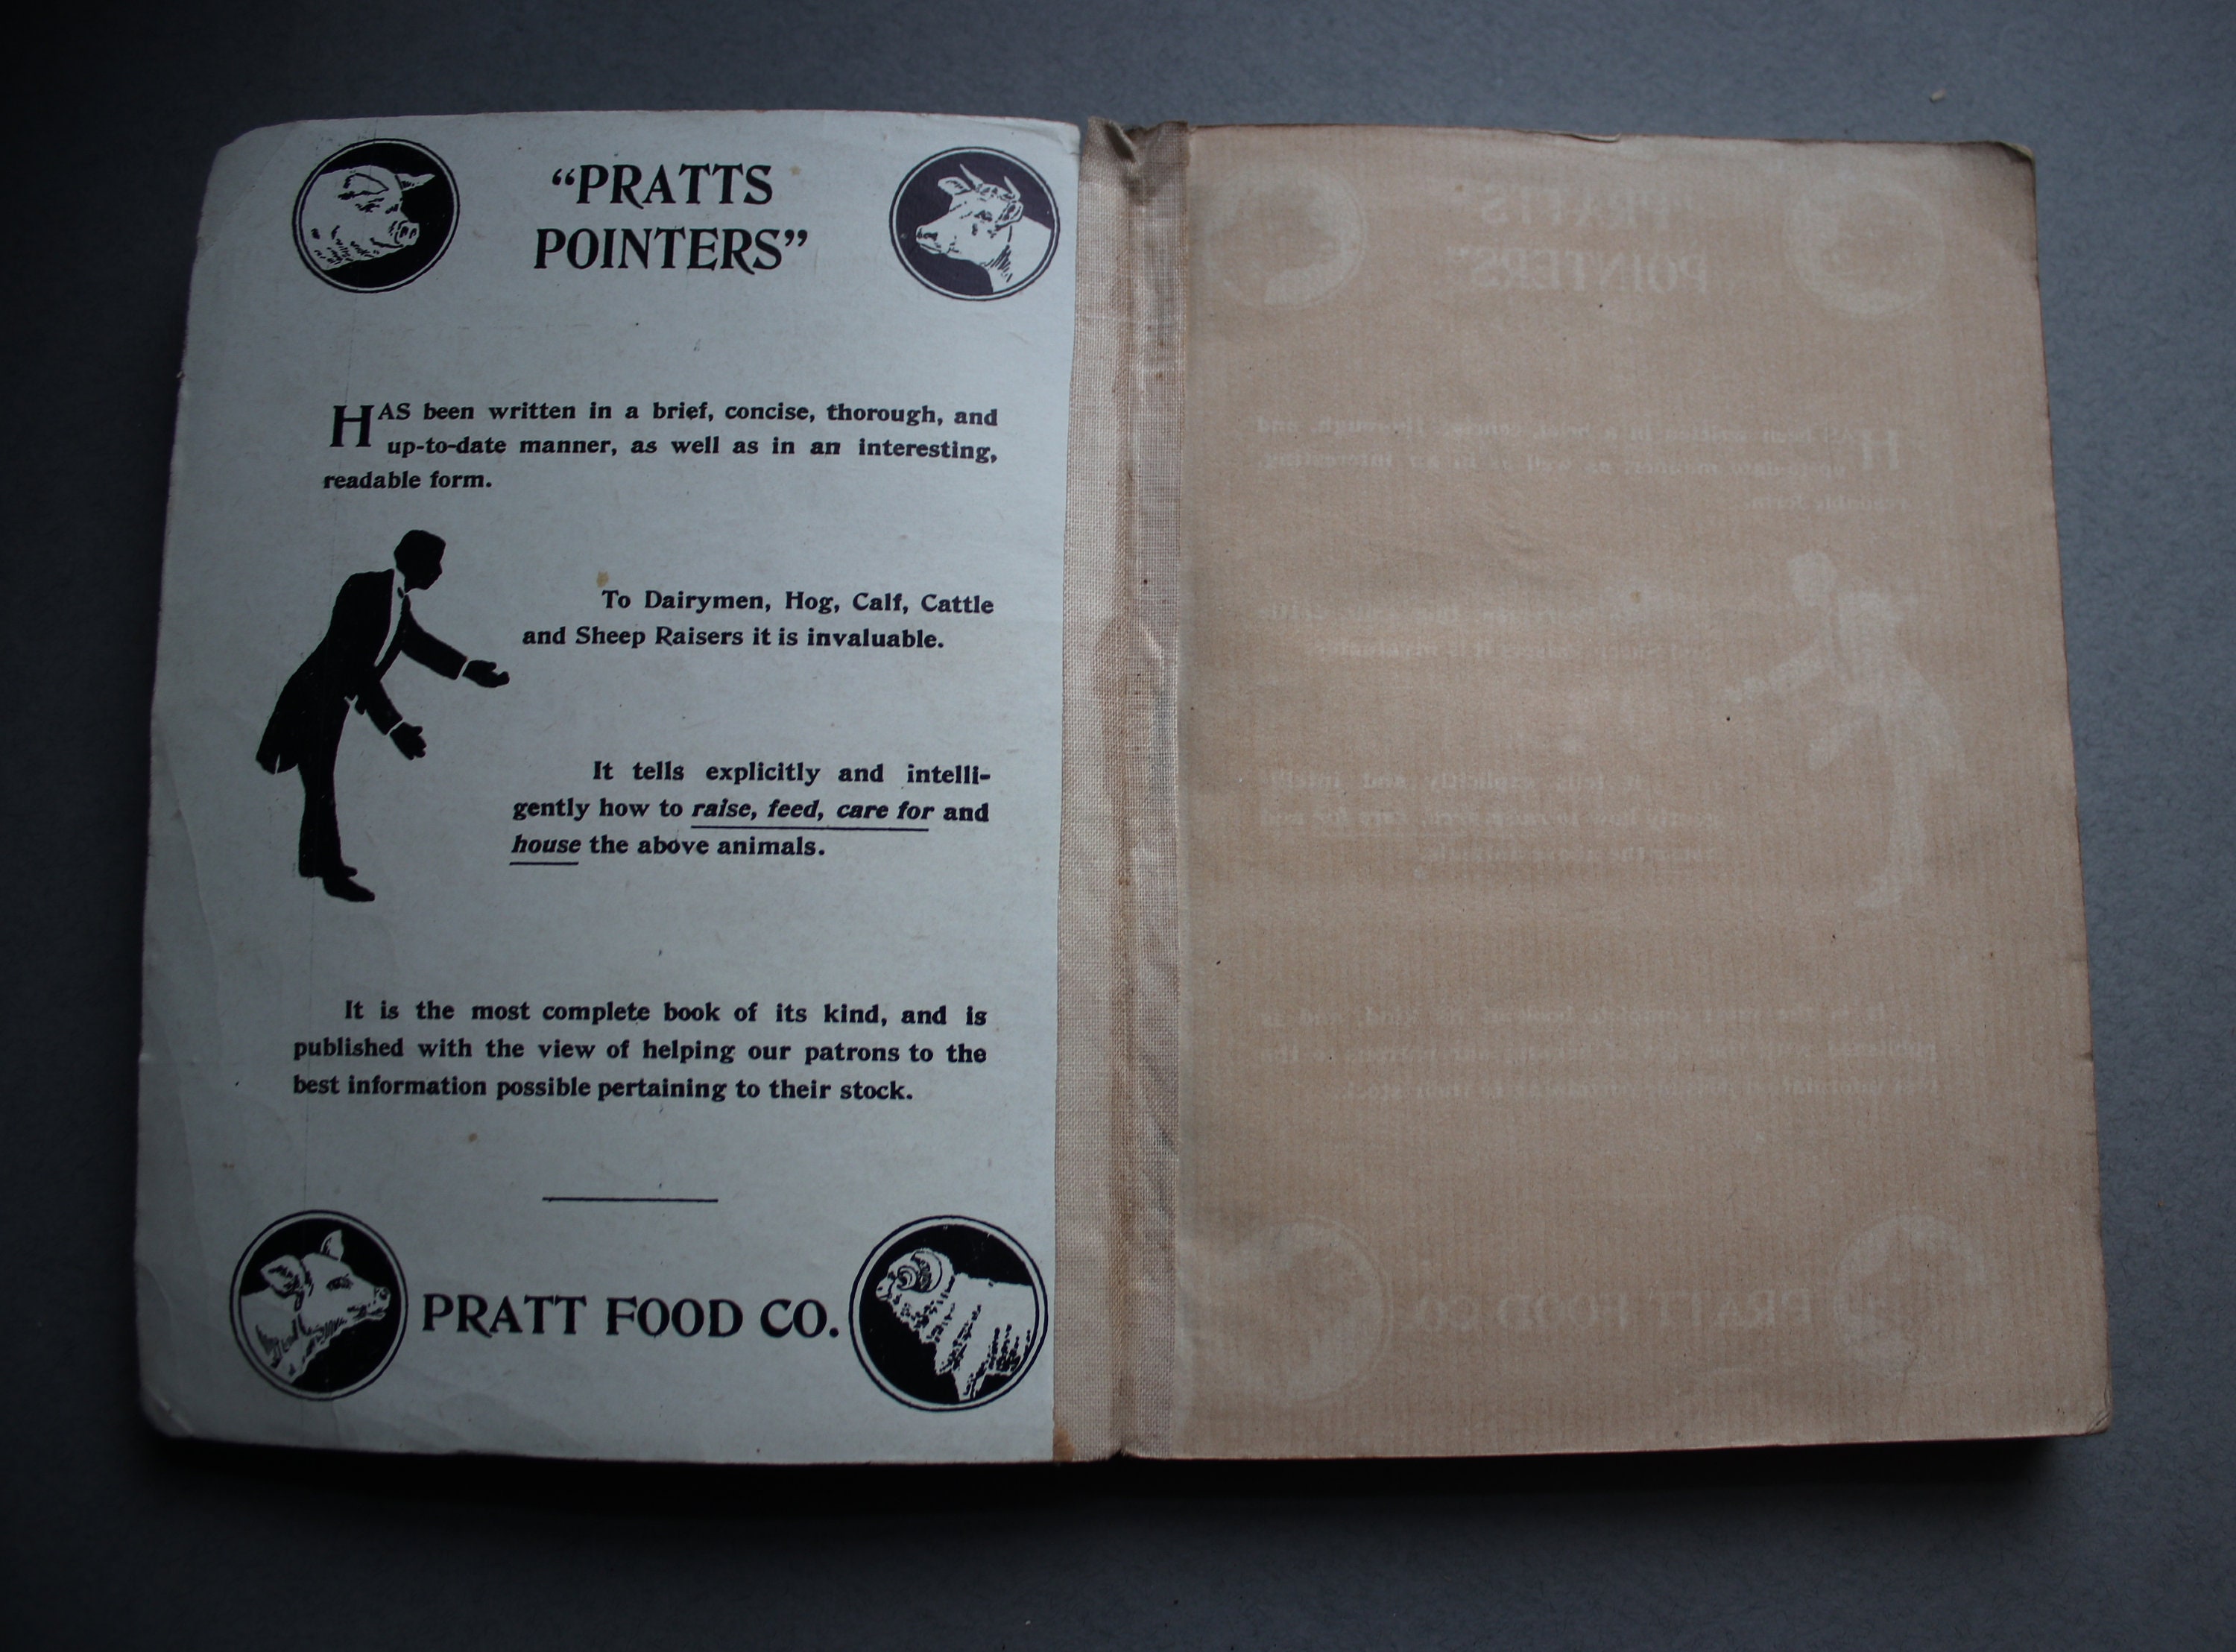 “PRATTS
POINTERS”
HAS been written in a brief, concise, thorough, and
up-to-date manner, as well as in an interesting,
readable form.
To Dairymen, Hog, Calf, Cattle
and Sheep Raisers it is invaluable.
It tells explicitly and intelli-
gently how to raise, feed, care for and
house the above animals.
It is the most complete book of its kind, and is
published with the view of helping our patrons to the
best information possible pertaining to their stock.
PRATT FOOD CO.